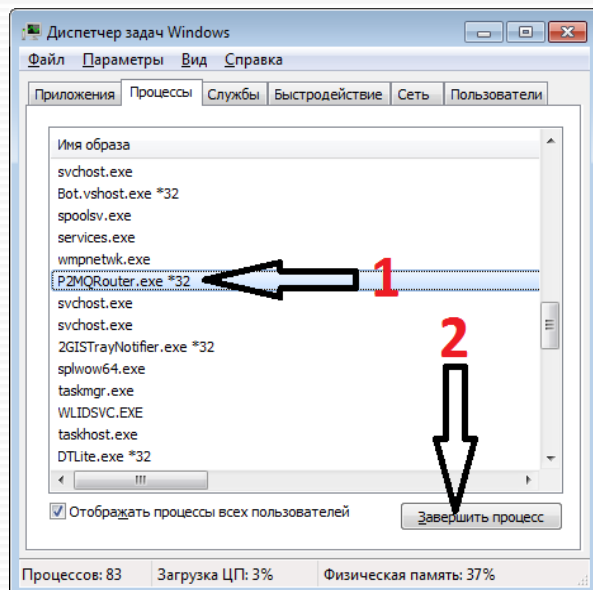 Диспетчер задач Windows
Файл Параметры Вид Справка
Приложения Процессы Службы Быстродействие Сеть Пользователи
Имя образа
svchost.exe
Bot.vshost.exe *32
spoolsv.exe
services.exe
wmpnetwk.exe
P2MQRouter.exe *32 1
svchost.exe
svchost.exe
2GISTrayNotifier.exe *32 2
splwow64.exe
taskmgr.exe
WLIDSVC.EXE
taskhost.exe
DTLite.exe *32
Отображать процессы всех пользователей Завершить процесс
Процессов: 83 Загрузка ЦП: 3% Физическая память: 37%